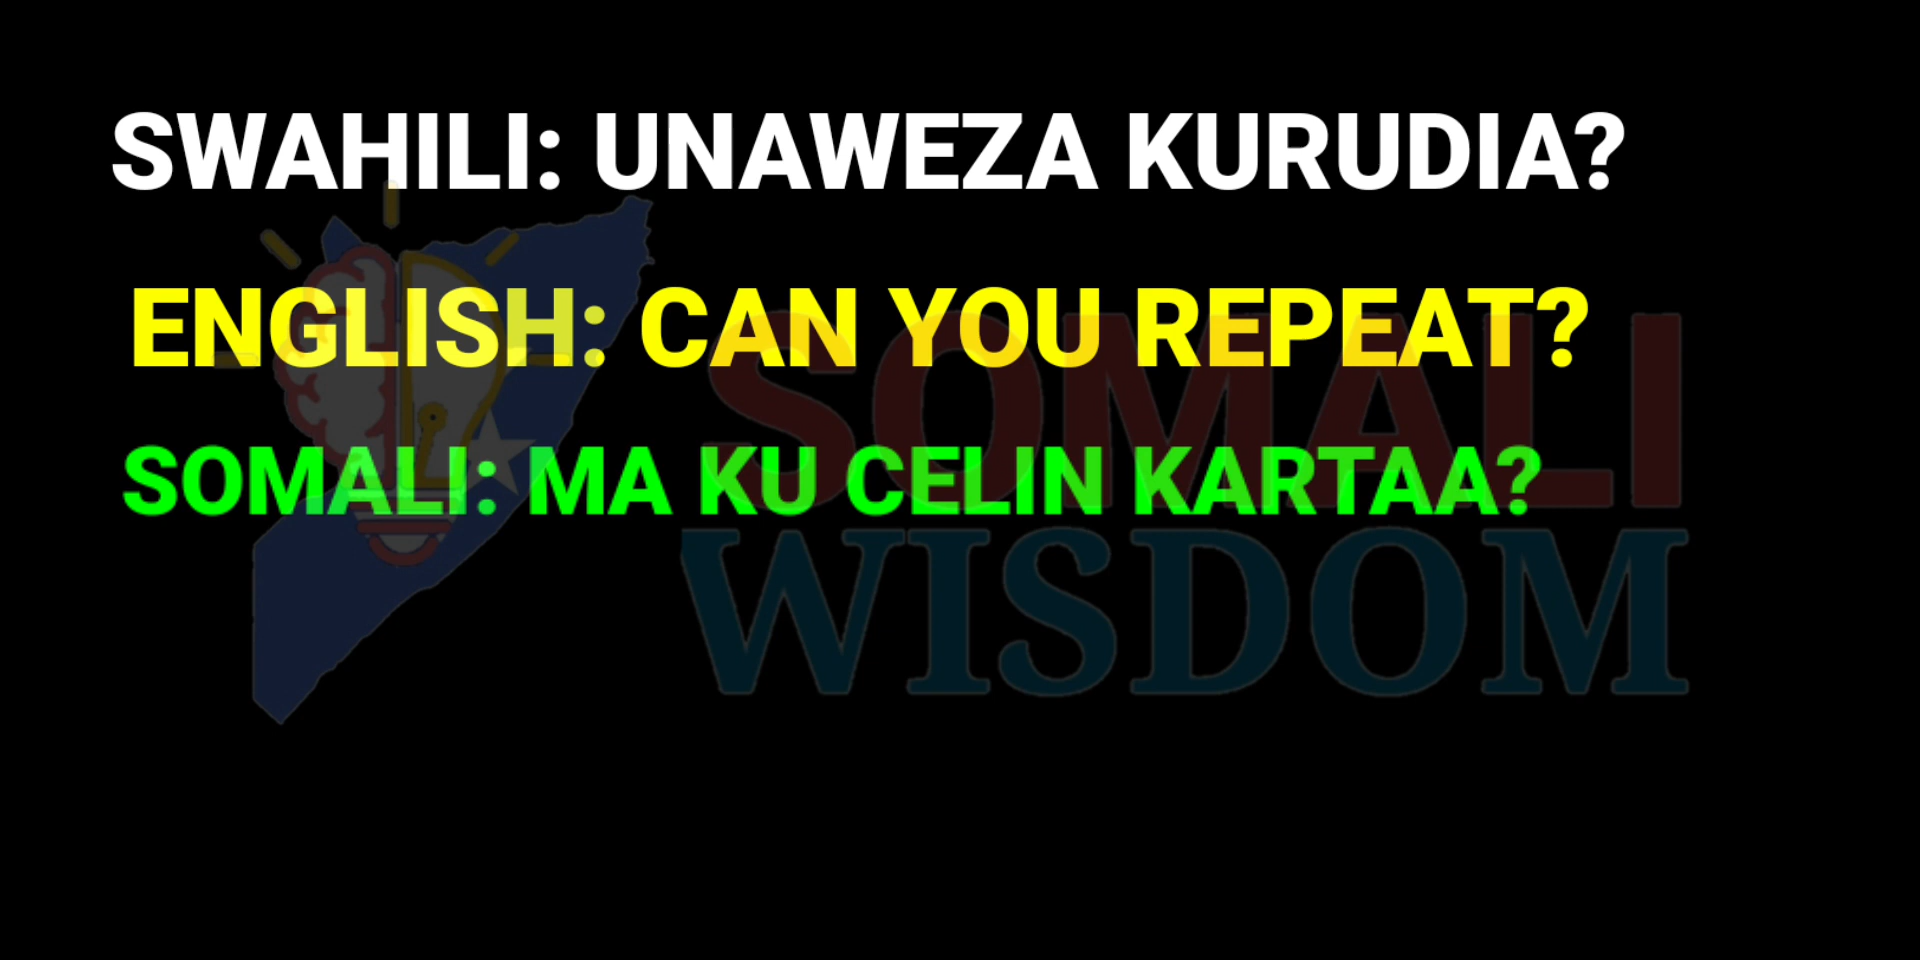 SWAHILI: UNAWEZA KURUDIA?
ENGLISH: CAN YOU REPEAT?
SOMALI: MA KU CELIN KARTAA?
SOMALI
WISDOM